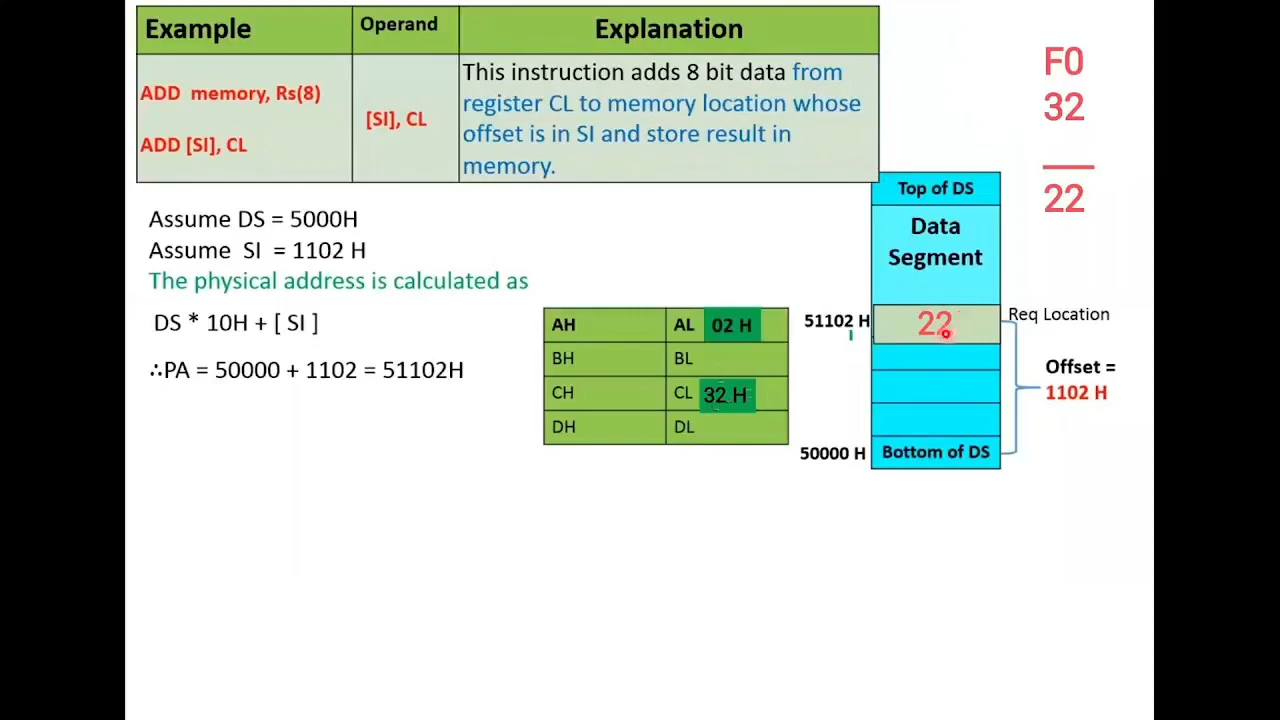 Example Operand Explanation
ADD memory, Rs(8)
ADD [SI], CL
[SI], CL
This instruction adds 8 bit data from
register CL to memory location whose
offset is in SI and store result in
memory.
F0
32
22
Assume DS = 5000H
Assume SI = 1102 H
The physical address is calculated as
DS * 10H + [ SI ]
∴PA = 50000 + 1102 = 51102H
AH AL 02 H
BH BL
CH CL 32 H
DH DL
Top of DS
Data
Segment
51102 H 22 Req Location
Offset =
1102 H
50000 H Bottom of DS